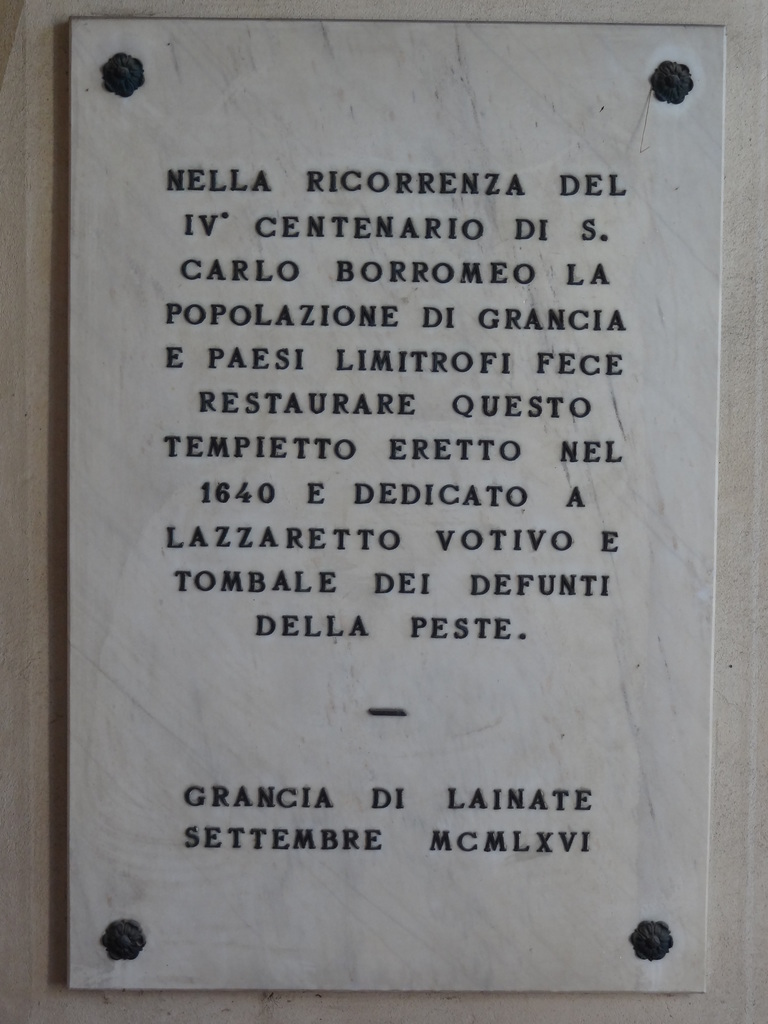 NELLA RICORRENZA DEL
IV° CENTENARIO DI S.
CARLO BORROMEO LA
POPOLAZIONE DI GRANCIA
E PAESI LIMITROFI FECE
RESTAURARE QUESTO
TEMPIETTO ERETTO NEL
1640 E DEDICATO A
LAZZARETTO VOTIVO E
TOMBALE DEI DEFUNTI
DELLA PESTE.
—
GRANCIA DI LAINATE
SETTEMBRE MCMLXVI